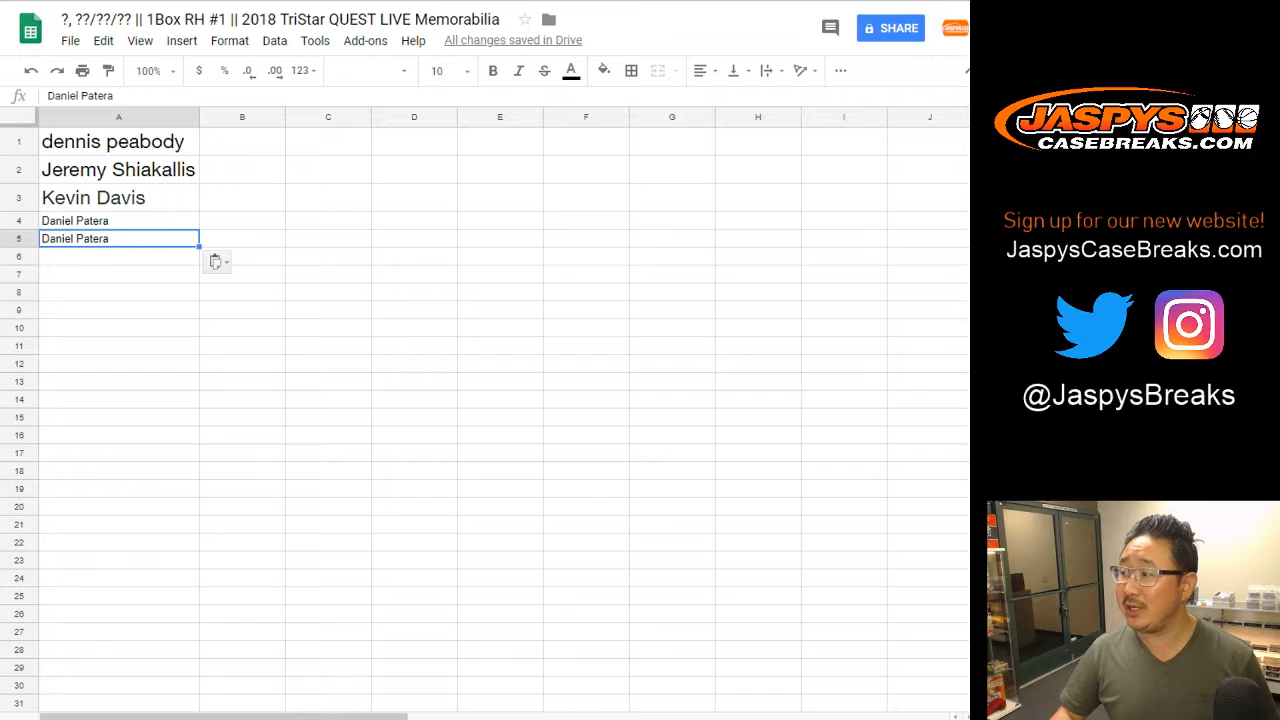 ?, ??/??/?? || 1Box RH #1 || 2018 TriStar QUEST LIVE Memorabilia
File Edit View Insert Format Data Tools Add-ons Help All changes saved in Drive
SHARE
100% $ % .0 .00 123 10 B I S A
fx Daniel Patera
A B C D E F G H I J
1 dennis peabody
2 Jeremy Shiakallis
3 Kevin Davis
4 Daniel Patera
5 Daniel Patera
6
7
8
9
10
11
12
13
14
15
16
17
18
19
20
21
22
23
24
25
26
27
28
29
30
31
JASPYS
CASEBREAKS.COM
Sign up for our new website!
JaspysCaseBreaks.com
@JaspysBreaks